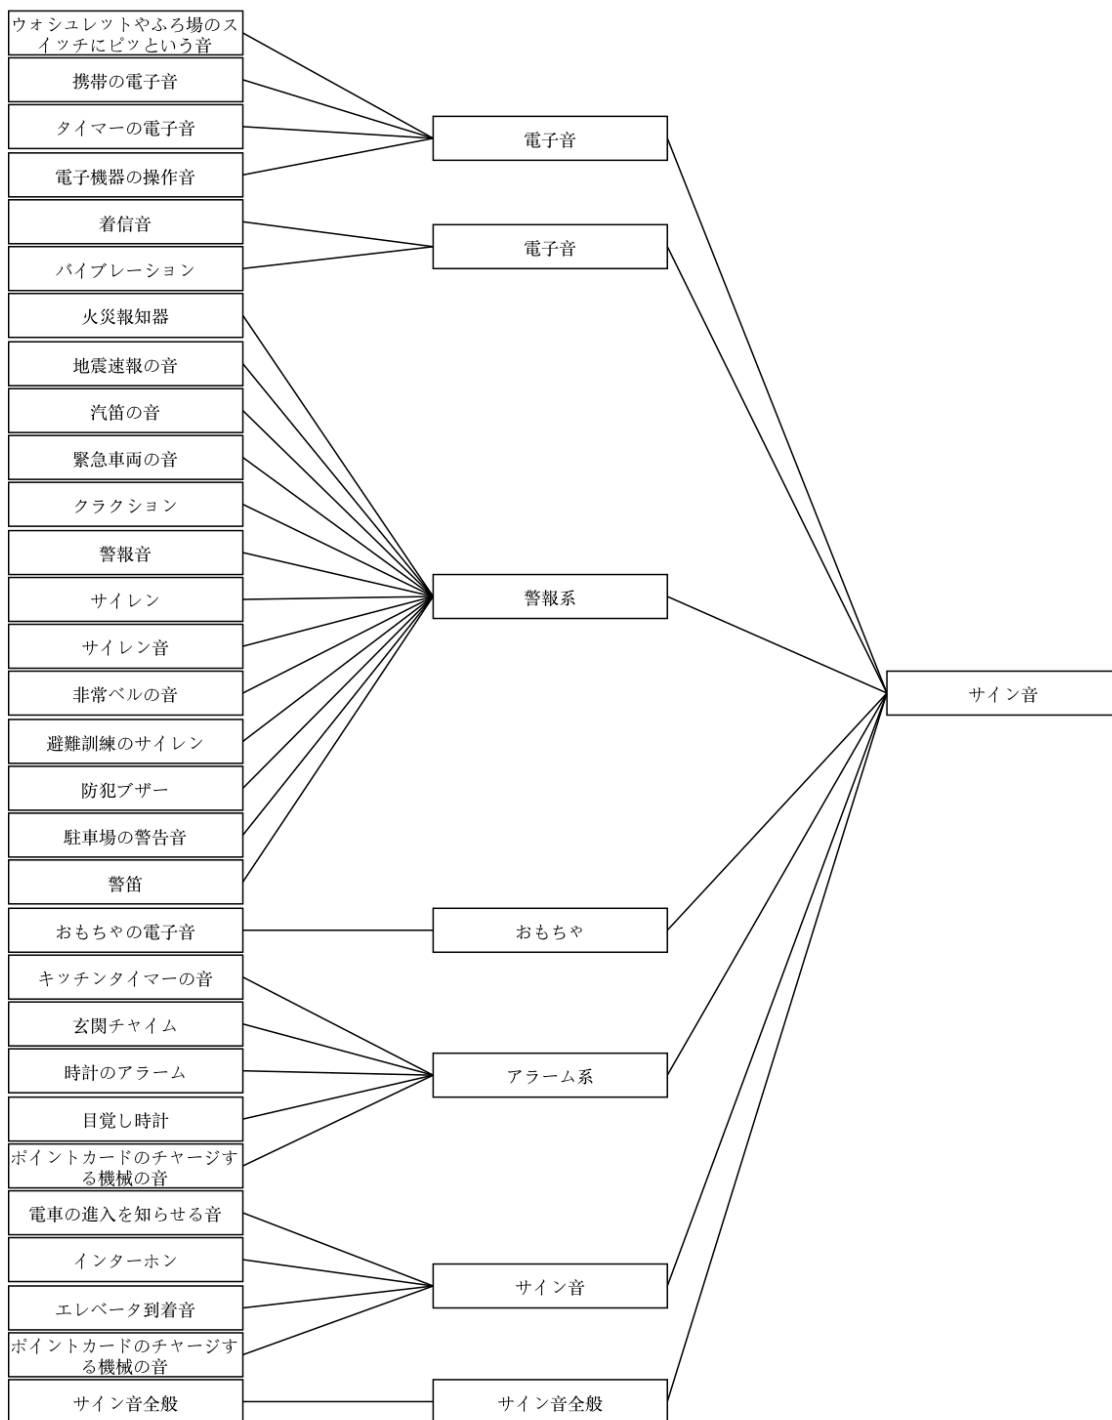 ウォシュレットやふろ場のス
イッチにピッという音
携帯の電子音
タイマーの電子音
電子機器の操作音
着信音
バイブレーション
火災報知器
地震速報の音
汽笛の音
緊急車両の音
クラクション
警報音
サイレン
サイレン音
非常ベルの音
避難訓練のサイレン
防犯ブザー
駐車場の警告音
警笛
おもちゃの電子音
キッチンタイマーの音
玄関チャイム
時計のアラーム
目覚し時計
ポイントカードのチャージす
る機械の音
電車の進入を知らせる音
インターホン
エレベータ到着音
ポイントカードのチャージす
る機械の音
サイン音全般
電子音
電子音
警報系
おもちゃ
アラーム系
サイン音
サイン音全般
サイン音